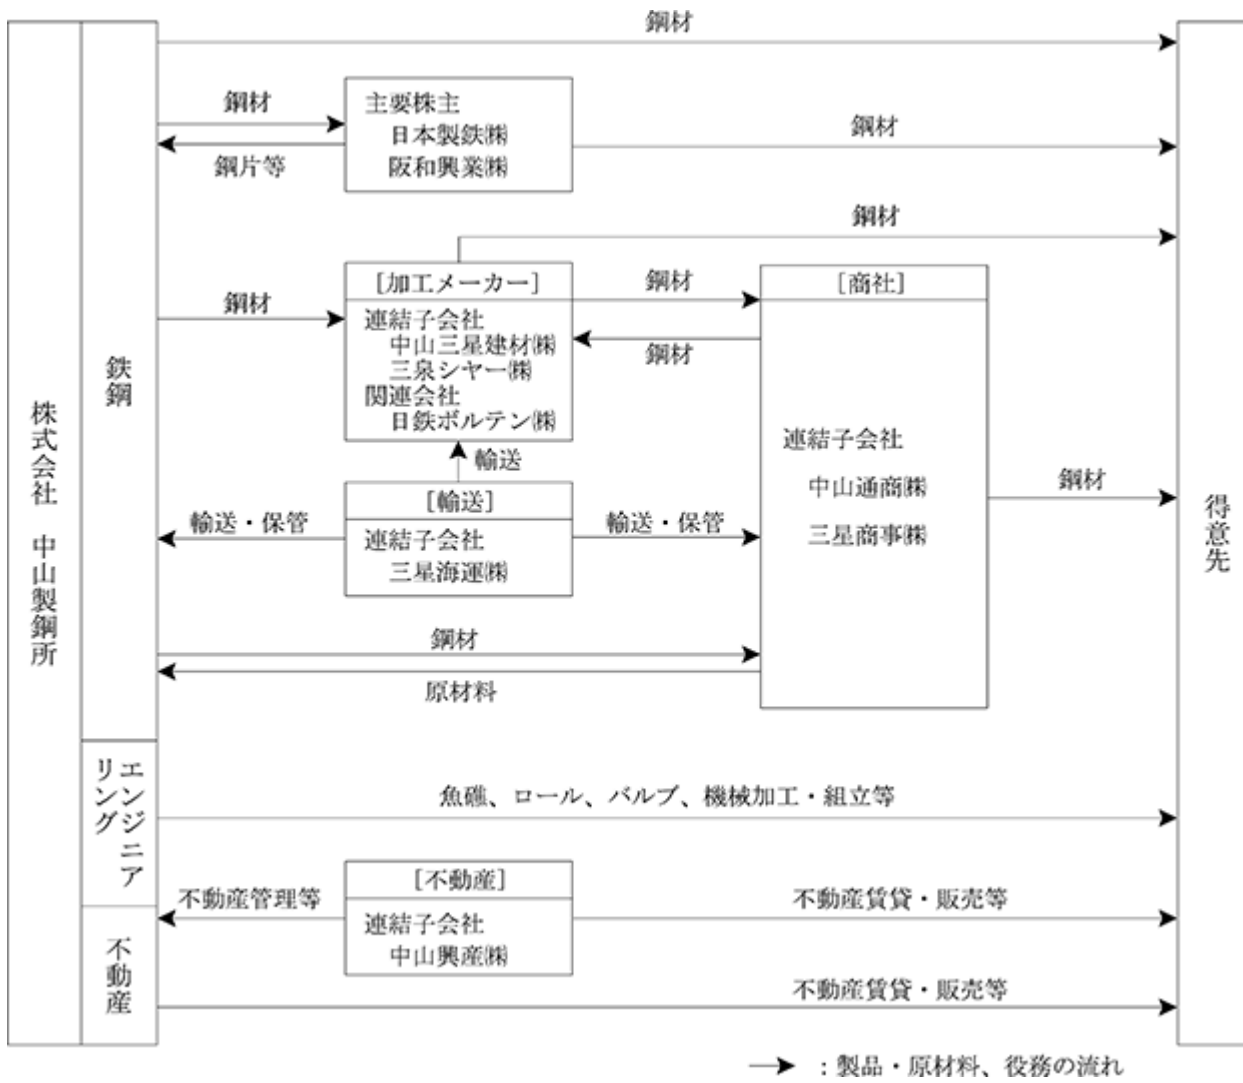 株式会社 中山製鋼所
鉄鋼
エンジニア
リング
不動産
鋼材
鋼材
鋼片等
主要株主
日本製鉄㈱
阪和興業㈱
鋼材
鋼材
鋼材
[加工メーカー]
連結子会社
中山三星建材㈱
三泉シヤー㈱
関連会社
日鉄ボルテン㈱
鋼材
鋼材
[商社]
連結子会社
中山通商㈱
三星商事㈱
鋼材
輸送
[輸送]
連結子会社
三星海運㈱
輸送・保管
輸送・保管
鋼材
原材料
魚礁、ロール、バルブ、機械加工・組立等
不動産管理等
[不動産]
連結子会社
中山興産㈱
不動産賃貸・販売等
不動産賃貸・販売等
得意先
：製品・原材料、役務の流れ